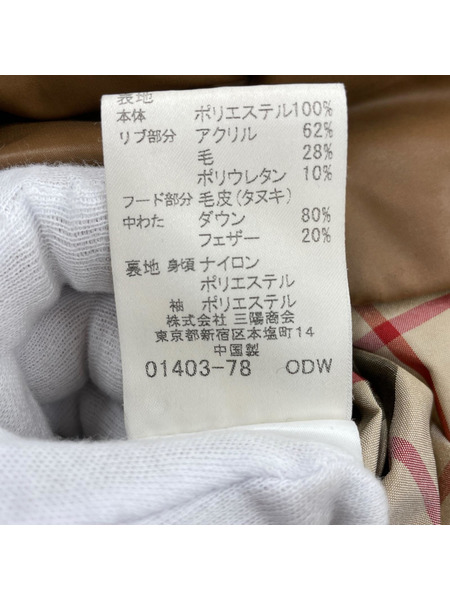 表地
本体 ポリエステル100%
リブ部分 アクリル 62%
毛 28%
ポリウレタン 10%
フード部分 毛皮(タヌキ)
中わた ダウン 80%
フェザー 20%
裏地 身頃 ナイロン
ポリエステル
袖 ポリエステル
株式会社 三陽商会
東京都新宿区本塩町14
中国製
01403-78 ODW